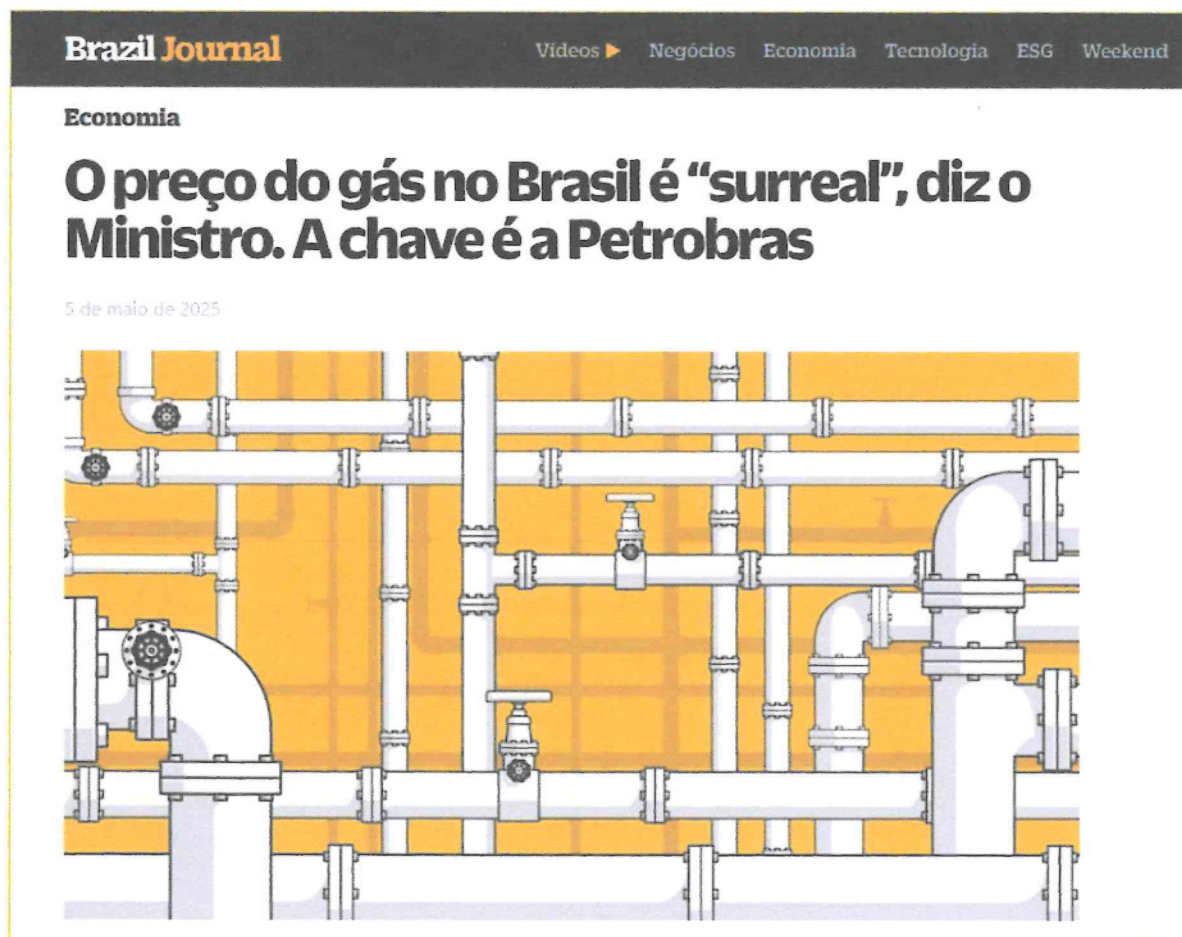 Brazil Journal
Vídeos Negócios Economia Tecnologia ESG Weekend
Economia
O preço do gás no Brasil é “surreal”, diz o
Ministro. A chave é a Petrobras
5 de maio de 2025